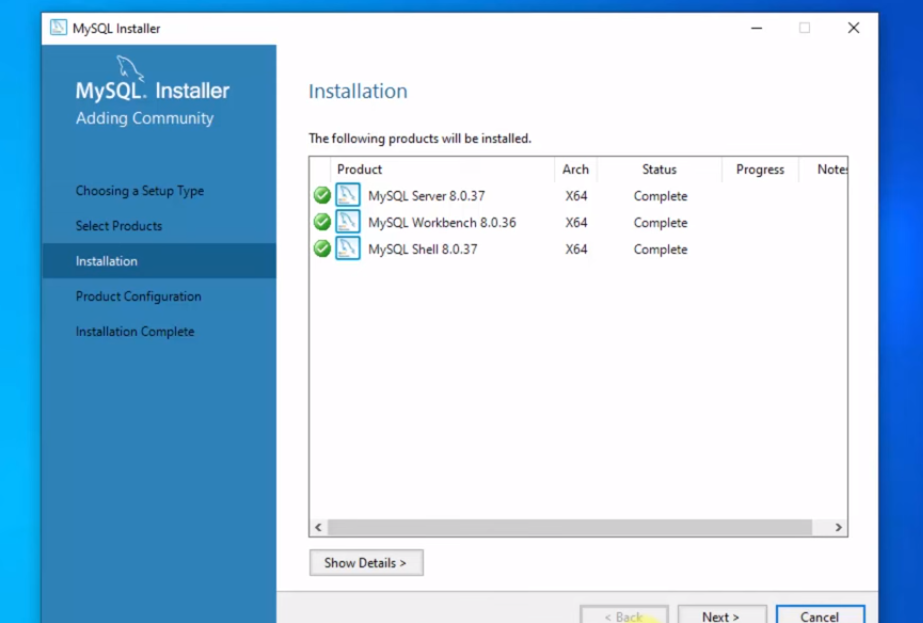 MySQL Installer
MySQL. Installer
Adding Community
Choosing a Setup Type
Select Products
Installation
Product Configuration
Installation Complete
Installation
The following products will be installed.
Product Arch Status Progress Notes
MySQL Server 8.0.37 X64 Complete
MySQL Workbench 8.0.36 X64 Complete
MySQL Shell 8.0.37 X64 Complete
< >
Show Details >
< Back Next > Cancel